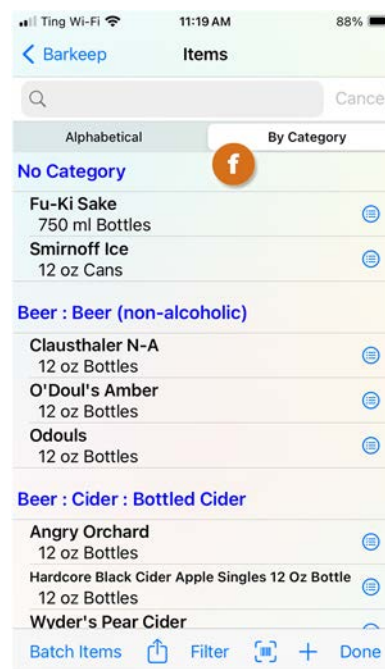 Ting Wi-Fi 11:19 AM 88%
Barkeep Items
Cance
Alphabetical By Category
f
No Category
Fu-Ki Sake
750 ml Bottles
Smirnoff Ice
12 oz Cans
Beer : Beer (non-alcoholic)
Clausthaler N-A
12 oz Bottles
O'Doul's Amber
12 oz Bottles
Odouls
12 oz Bottles
Beer : Cider : Bottled Cider
Angry Orchard
12 oz Bottles
Hardcore Black Cider Apple Singles 12 Oz Bottle
12 oz Bottles
Wyder's Pear Cider
Batch Items Filter Done